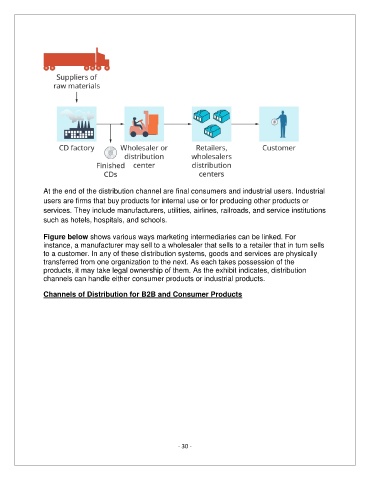 Suppliers of
raw materials
CD factory
Wholesaler or
distribution
center
Retailers,
wholesalers
distribution
centers
Customer
Finished
CDs
At the end of the distribution channel are final consumers and industrial users. Industrial
users are firms that buy products for internal use or for producing other products or
services. They include manufacturers, utilities, airlines, railroads, and service institutions
such as hotels, hospitals, and schools.
Figure below shows various ways marketing intermediaries can be linked. For
instance, a manufacturer may sell to a wholesaler that sells to a retailer that in turn sells
to a customer. In any of these distribution systems, goods and services are physically
transferred from one organization to the next. As each takes possession of the
products, it may take legal ownership of them. As the exhibit indicates, distribution
channels can handle either consumer products or industrial products.
Channels of Distribution for B2B and Consumer Products
- 30 -